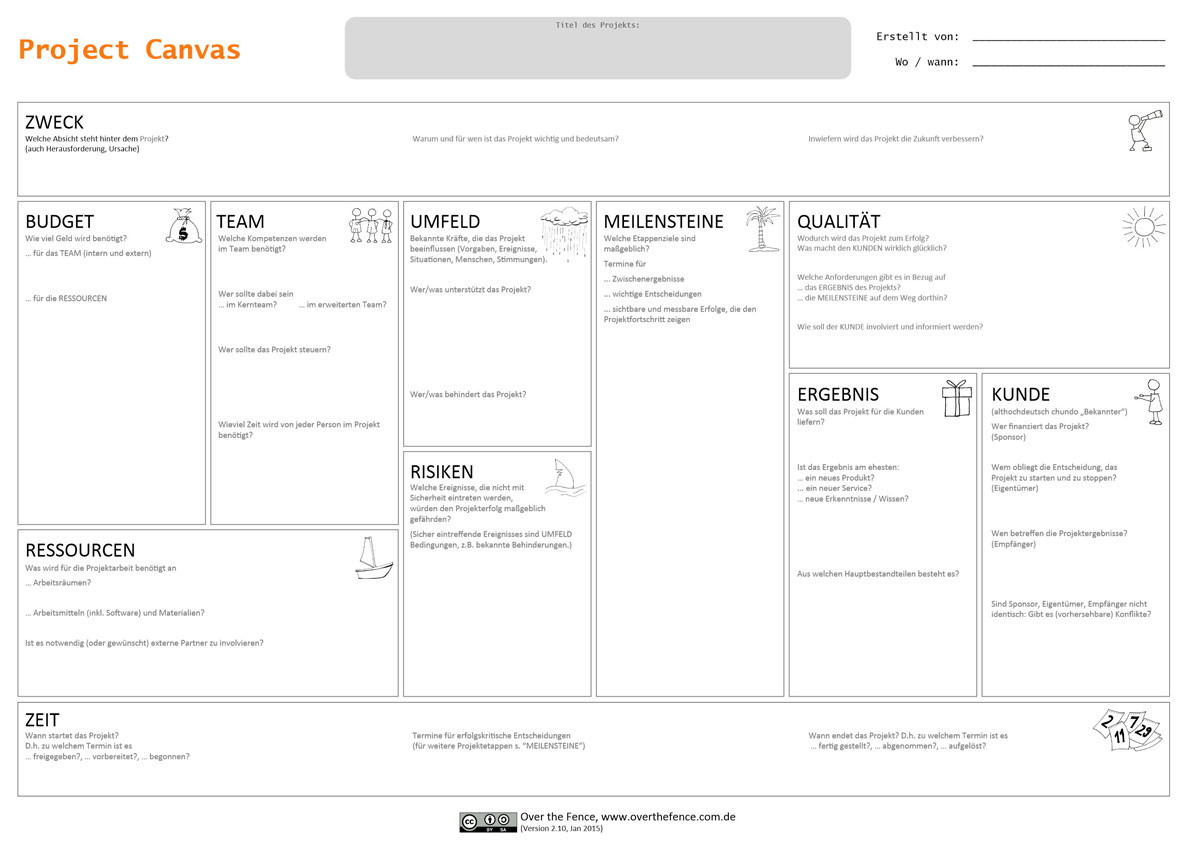 Project Canvas
Titel des Projekts:
Erstellt von:
Wo / wann:
ZWECK
Welche Absicht steht hinter dem Projekt?
(auch Herausforderung, Ursache)
Warum und für wen ist das Projekt wichtig und bedeutsam?
Inwiefern wird das Projekt die Zukunft verbessern?
BUDGET
Wie viel Geld wird benötigt?
... für das TEAM (intern und extern)
... für die RESSOURCEN
$
TEAM
Welche Kompetenzen werden
im Team benötigt?
Wer sollte dabei sein
... im Kernteam? ... im erweiterten Team?
Wer sollte das Projekt steuern?
Wieviel Zeit wird von jeder Person im Projekt
benötigt?
UMFELD
Bekannte Kräfte, die das Projekt
beeinflussen (Vorgaben, Ereignisse,
Situationen, Menschen, Stimmungen).
Wer/was unterstützt das Projekt?
Wer/was behindert das Projekt?
RISIKEN
Welche Ereignisse, die nicht mit
Sicherheit eintreten werden,
würden den Projekterfolg maßgeblich
gefährden?
(Sicher eintreffende Ereignisses sind UMFELD
Bedingungen, z.B. bekannte Behinderungen.)
MEILENSTEINE
Welche Etappenziele sind
maßgeblich?
Termine für
... Zwischenergebnisse
... wichtige Entscheidungen
... sichtbare und messbare Erfolge, die den
Projektfortschritt zeigen
QUALITÄT
Wodurch wird das Projekt zum Erfolg?
Was macht den KUNDEN wirklich glücklich?
Welche Anforderungen gibt es in Bezug auf
... das ERGEBNIS des Projekts?
... die MEILENSTEINE auf dem Weg dorthin?
Wie soll der KUNDE involviert und informiert werden?
ERGEBNIS
Was soll das Projekt für die Kunden
liefern?
Ist das Ergebnis am ehesten:
... ein neues Produkt?
... ein neuer Service?
... neue Erkenntnisse / Wissen?
Aus welchen Hauptbestandteilen besteht es?
KUNDE
(althochdeutsch chundo „Bekannter“)
Wer finanziert das Projekt?
(Sponsor)
Wem obliegt die Entscheidung, das
Projekt zu starten und zu stoppen?
(Eigentümer)
Wen betreffen die Projektergebnisse?
(Empfänger)
Sind Sponsor, Eigentümer, Empfänger nicht
identisch: Gibt es (vorhersehbare) Konflikte?
RESSOURCEN
Was wird für die Projektarbeit benötigt an
... Arbeitsräumen?
... Arbeitsmitteln (inkl. Software) und Materialien?
Ist es notwendig (oder gewünscht) externe Partner zu involvieren?
ZEIT
Wann startet das Projekt?
D.h. zu welchem Termin ist es
... freigegeben?, ... vorbereitet?, ... begonnen?
Termine für erfolgskritische Entscheidungen
(für weitere Projektetappen s. "MEILENSTEINE")
Wann endet das Projekt? D.h. zu welchem Termin ist es
... fertig gestellt?, ... abgenommen?, ... aufgelöst?
2 7
11 29
cc BY SA
Over the Fence, www.overthefence.com.de
(Version 2.10, Jan 2015)